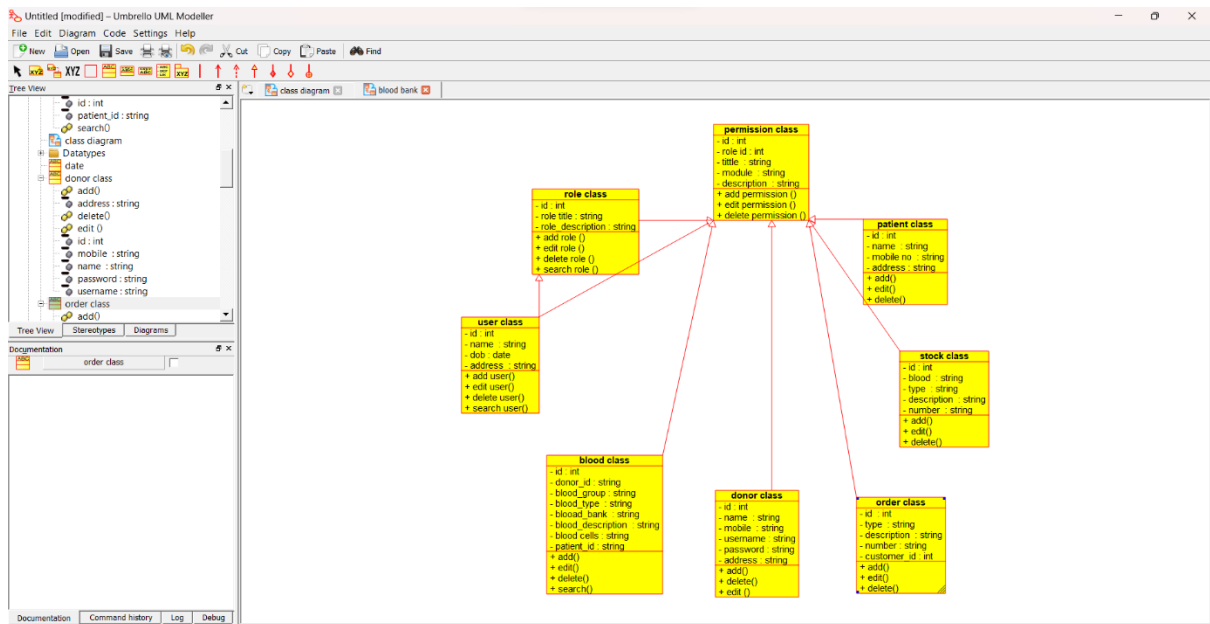 Untitled [modified] – Umbrello UML Modeller
File Edit Diagram Code Settings Help
New Open Save Cut Copy Paste Find
XYZ
Tree View
class diagram blood bank
id : int
patient_id : string
search()
class diagram
Datatypes
date
donor class
add()
address : string
delete()
edit ()
id : int
mobile : string
name : string
password : string
username : string
order class
add()
Tree View Stereotypes Diagrams
Documentation
order class
Documentation Command history Log Debug
permission class
- id : int
- role id : int
- tittle : string
- module : string
- description : string
+ add permission ()
+ edit permission ()
+ delete permission ()
role class
- id : int
- role title : string
- role_description : string
+ add role ()
+ edit role ()
+ delete role ()
+ search role ()
patient class
- id : int
- name : string
- mobile no : string
- address : string
+ add()
+ edit()
+ delete()
user class
- id : int
- name : string
- dob : date
- address : string
+ add user()
+ edit user()
+ delete user()
+ search user()
stock class
- id : int
- blood : string
- type : string
- description : string
- number : string
+ add()
+ edit()
+ delete()
blood class
- id : int
- donor_id : string
- blood_group : string
- blood_type : string
- blooad_bank : string
- blood_description : string
- blood cells : string
- patient_id : string
+ add()
+ edit()
+ delete()
+ search()
donor class
- id : int
- name : string
- mobile : string
- username : string
- password : string
- address : string
+ add()
+ delete()
+ edit ()
order class
- id : int
- type : string
- description : string
- number : string
- customer_id : int
+ add()
+ edit()
+ delete()